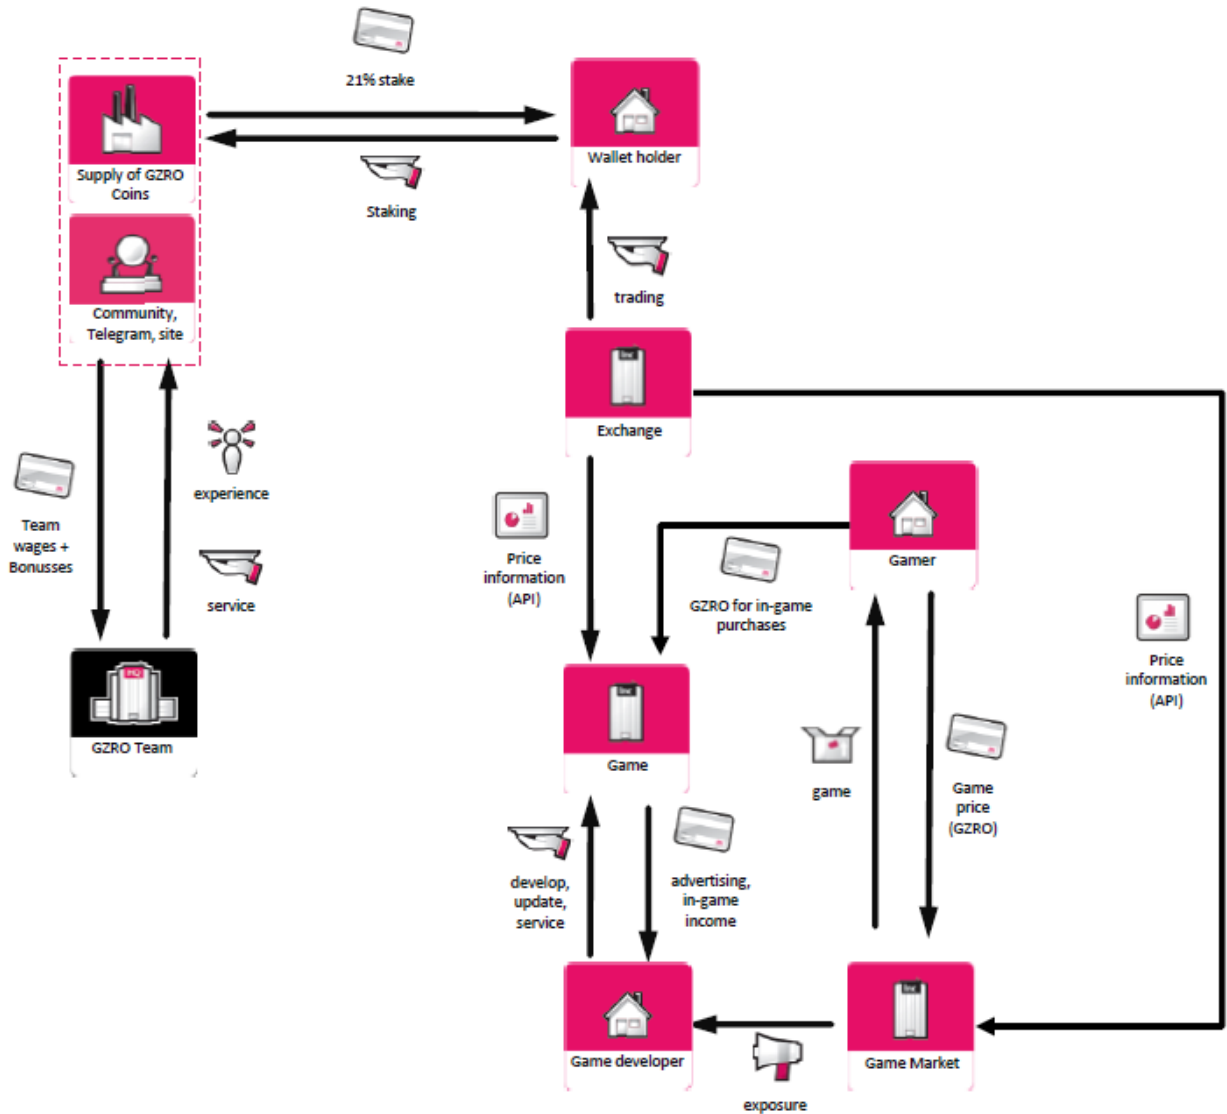 21% stake
Supply of GZRO
Coins
Wallet holder
Staking
Community,
Telegram, site
trading
Exchange
experience
Team
wages +
Bonusses
service
Price
information
(API)
Gamer
GZRO for in-game
purchases
Price
information
(API)
HQ
GZRO Team
Game
game
Game
price
(GZRO)
develop,
update,
service
advertising,
in-game
income
Game developer
Game Market
exposure